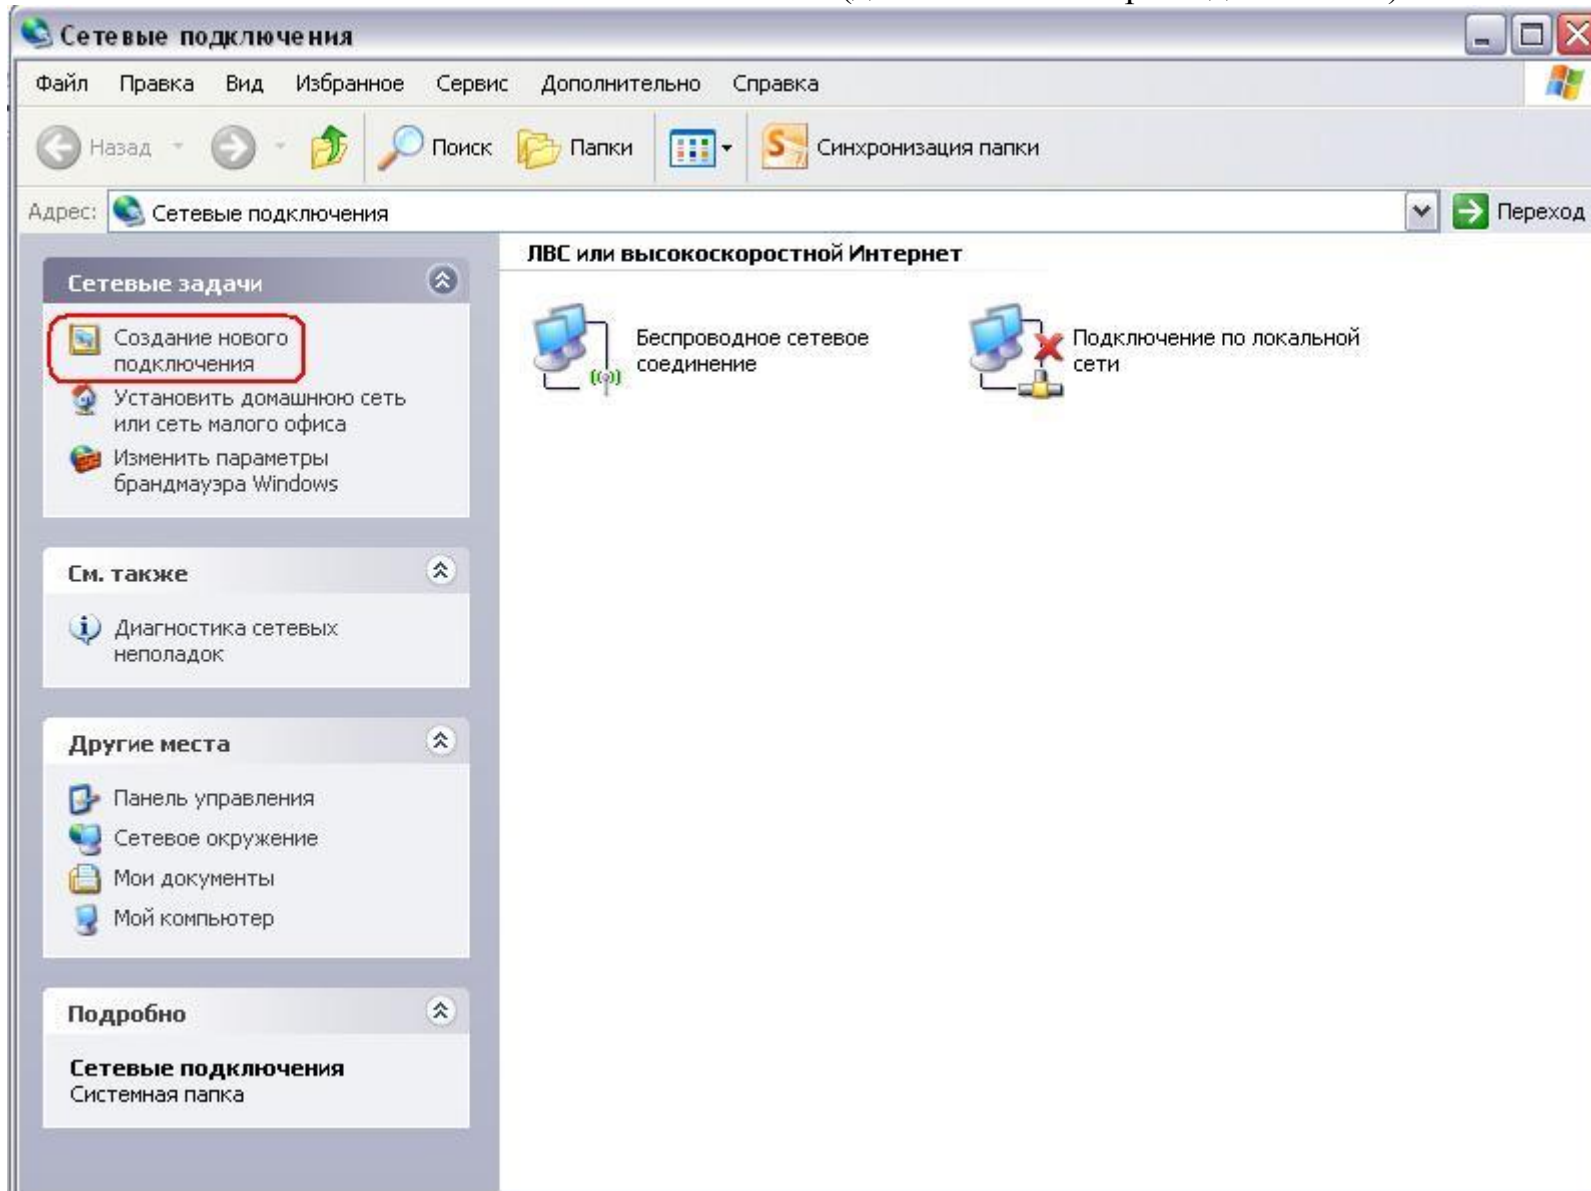 Сетевые подключения
Файл Правка Вид Избранное Сервис Дополнительно Справка
Назад Поиск Папки Синхронизация папки
Адрес: Сетевые подключения Переход
Сетевые задачи
Создание нового
подключения
Установить домашнюю сеть
или сеть малого офиса
Изменить параметры
брандмауэра Windows
См. также
Диагностика сетевых
неполадок
Другие места
Панель управления
Сетевое окружение
Мои документы
Мой компьютер
Подробно
Сетевые подключения
Системная папка
ЛВС или высокоскоростной Интернет
Беспроводное сетевое
соединение
Подключение по локальной
сети